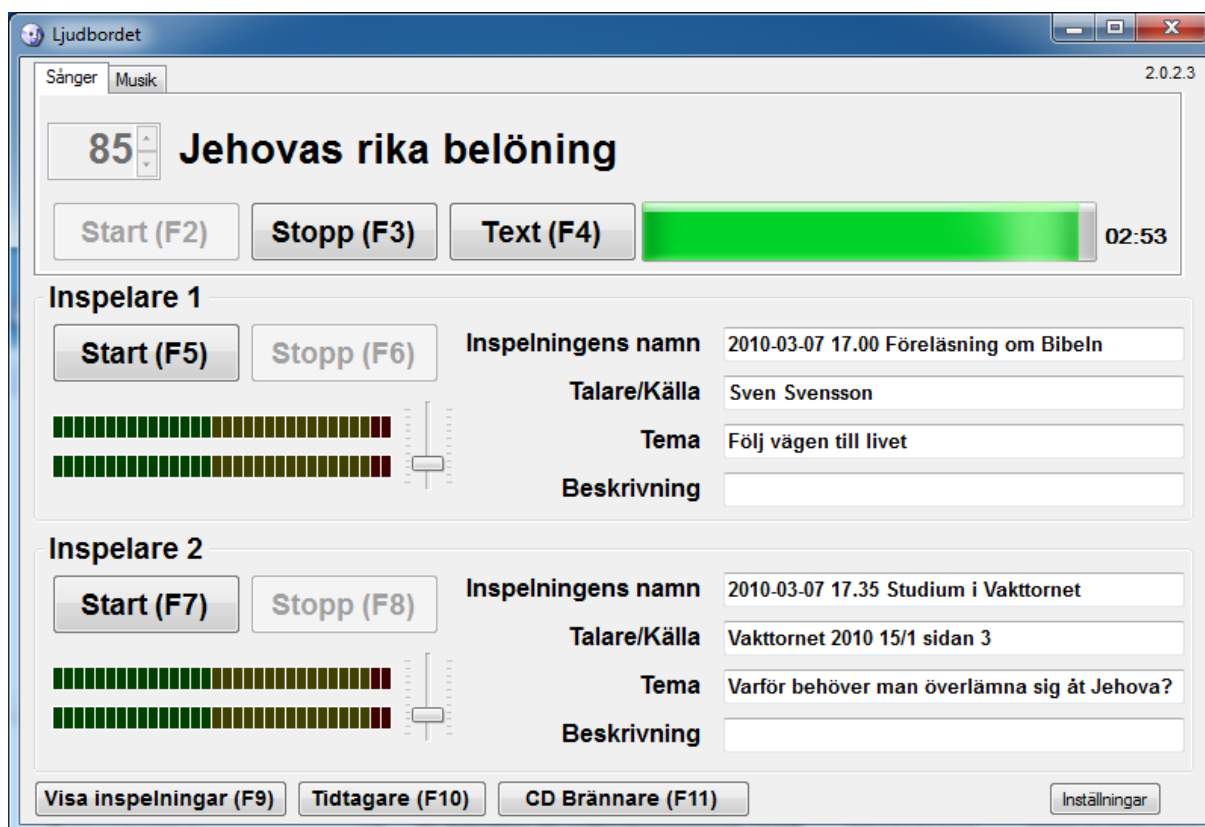 Ljudbordet
Sånger Musik 2.0.2.3
85 Jehovas rika belöning
Start (F2) Stopp (F3) Text (F4) 02:53
Inspelare 1
Start (F5) Stopp (F6)
Inspelningens namn 2010-03-07 17.00 Föreläsning om Bibeln
Talare/Källa Sven Svensson
Tema Följ vägen till livet
Beskrivning
Inspelare 2
Start (F7) Stopp (F8)
Inspelningens namn 2010-03-07 17.35 Studium i Vakttornet
Talare/Källa Vakttornet 2010 15/1 sidan 3
Tema Varför behöver man överlämna sig åt Jehova?
Beskrivning
Visa inspelningar (F9) Tidtagare (F10) CD Brännare (F11) Inställningar